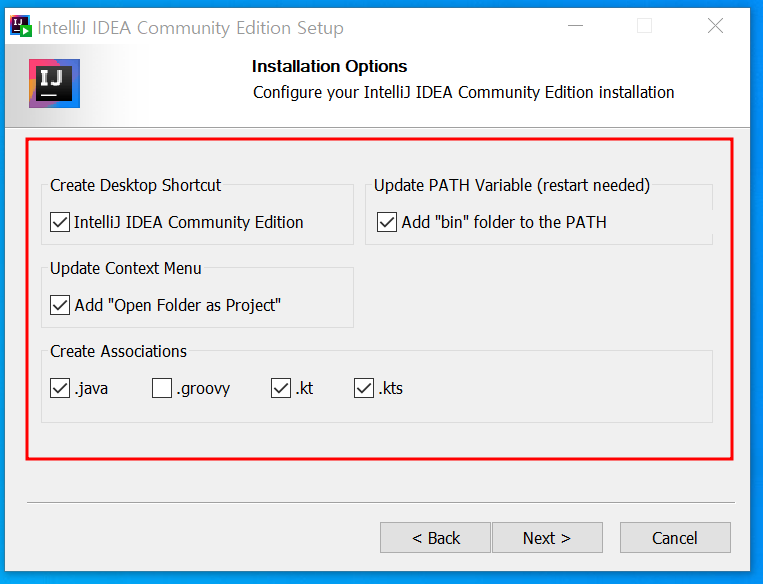 IntelliJ IDEA Community Edition Setup
IJ
Installation Options
Configure your IntelliJ IDEA Community Edition installation
Create Desktop Shortcut
IntelliJ IDEA Community Edition
Update PATH Variable (restart needed)
Add "bin" folder to the PATH
Update Context Menu
Add "Open Folder as Project"
Create Associations
.java .groovy .kt .kts
< Back Next > Cancel